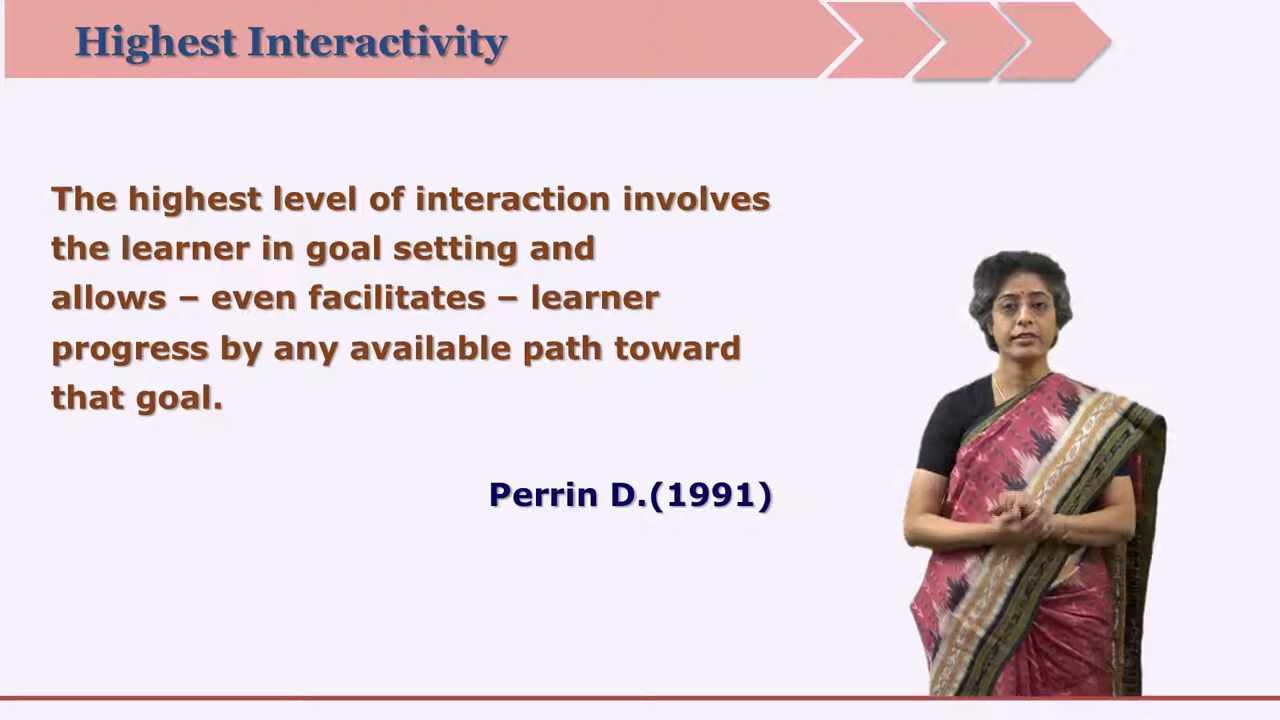 Highest Interactivity
The highest level of interaction involves
the learner in goal setting and
allows – even facilitates – learner
progress by any available path toward
that goal.
Perrin D.(1991)